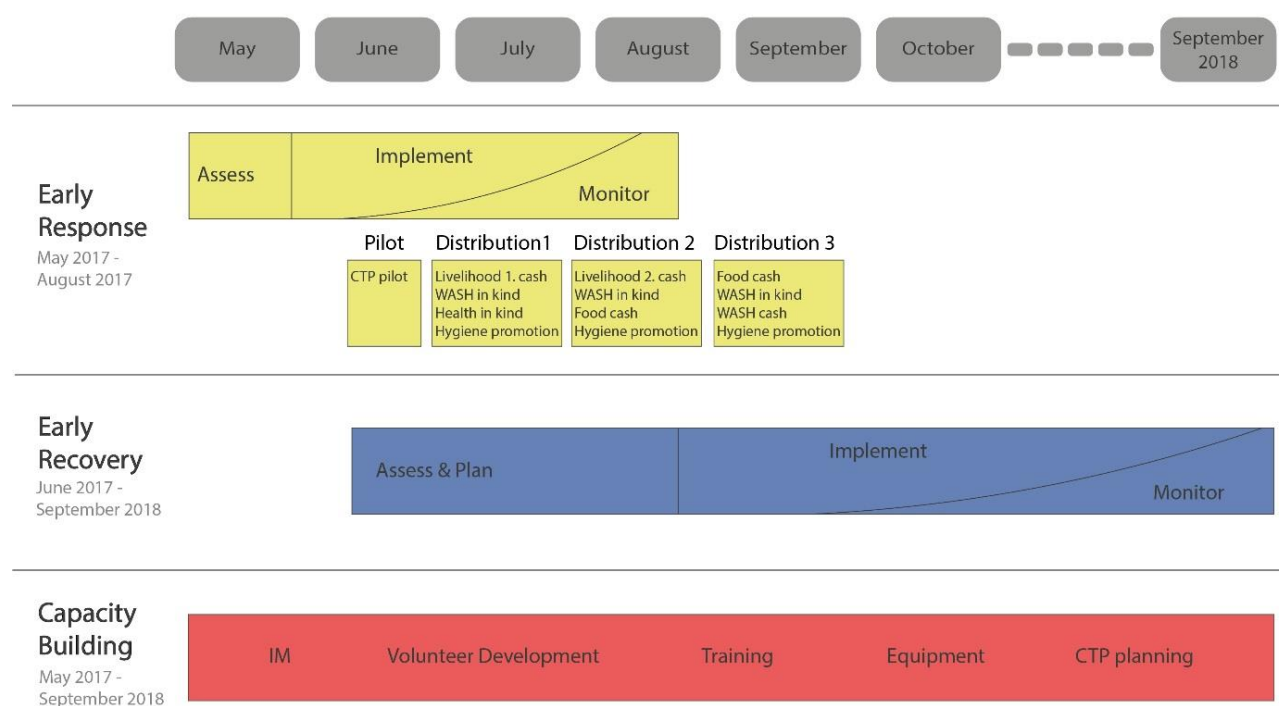 May
June
July
August
September
October
September
2018
Early
Response
May 2017 -
August 2017
Assess
Implement
Monitor
Pilot
CTP pilot
Distribution1
Livelihood 1. cash
WASH in kind
Health in kind
Hygiene promotion
Distribution 2
Livelihood 2. cash
WASH in kind
Food cash
Hygiene promotion
Distribution 3
Food cash
WASH in kind
WASH cash
Hygiene promotion
Early
Recovery
June 2017 -
September 2018
Assess & Plan
Implement
Monitor
Capacity
Building
May 2017 -
September 2018
IM
Volunteer Development
Training
Equipment
CTP planning